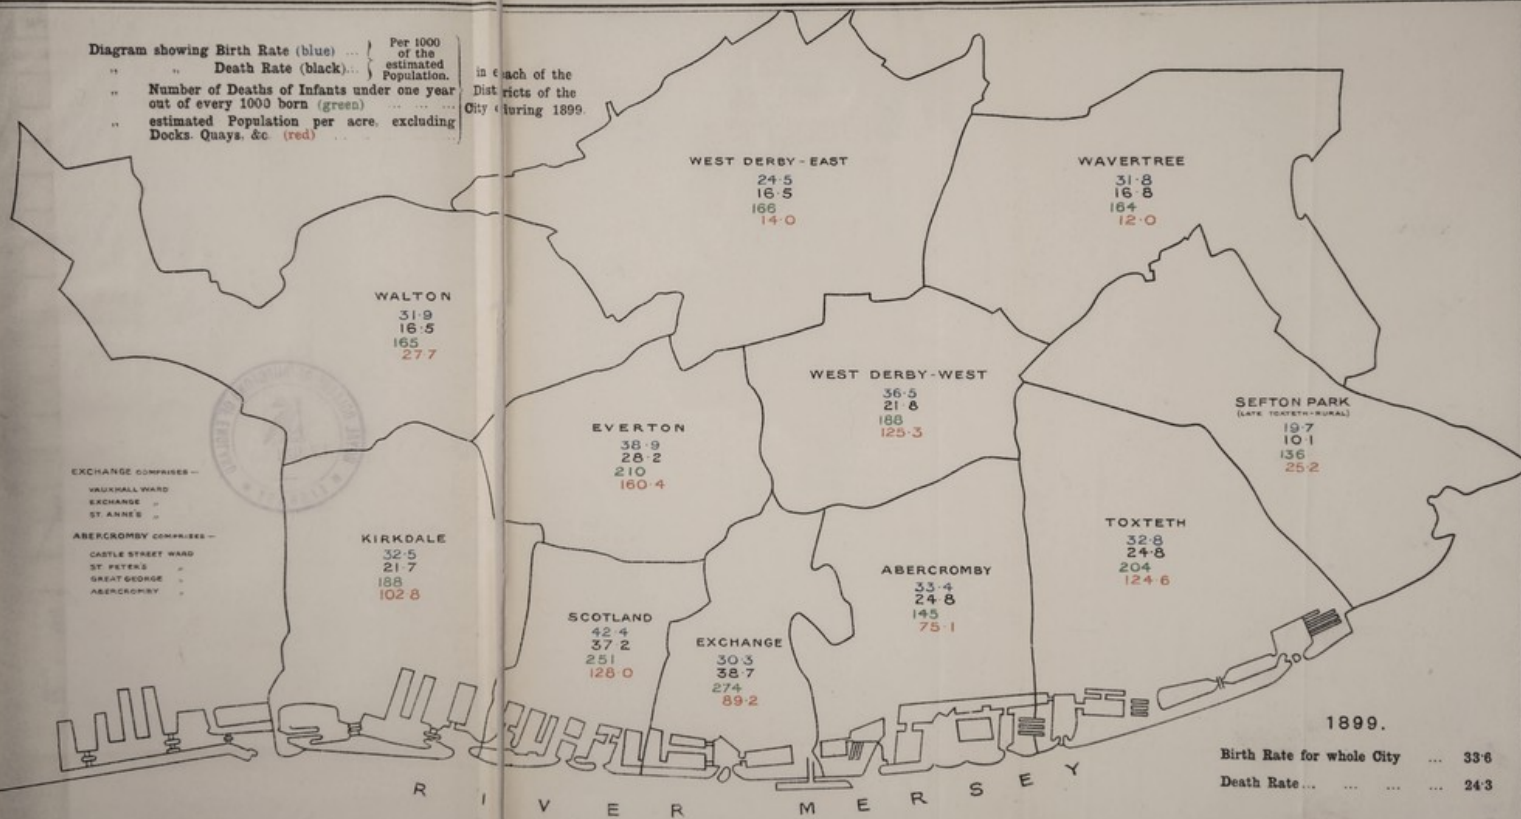 Diagram showing Birth Rate (blue) ...
„ „ Death Rate (black)...
Per 1000
of the
estimated
Population.
„ Number of Deaths of Infants under one year
out of every 1000 born (green) ... ... ...
„ estimated Population per acre, excluding
Docks, Quays, &c. (red) ... ...
in each of the
Districts of the
City during 1899.
WEST DERBY-EAST
24·5
16·5
166
14·0
WAVERTREE
31·8
16·8
164
12·0
WALTON
31·9
16·5
165
27·7
WEST DERBY-WEST
36·5
21·8
188
125·3
SEFTON PARK
(LATE TOXTETH-RURAL)
19·7
10·1
136
25·2
EVERTON
38·9
28·2
210
160·4
EXCHANGE COMPRISES—
VAUXHALL WARD
EXCHANGE „
ST. ANNE'S „
ABERCROMBY COMPRISES—
CASTLE STREET WARD
ST. PETER'S „
GREAT GEORGE „
ABERCROMBY „
KIRKDALE
32·5
21·7
188
102·8
TOXTETH
32·8
24·8
204
124·6
ABERCROMBY
33·4
24·8
145
75·1
SCOTLAND
42·4
37·2
251
128·0
EXCHANGE
30·3
38·7
274
89·2
1899.
Birth Rate for whole City ... 33·6
Death Rate... ... ... ... 24·3
RIVER MERSEY